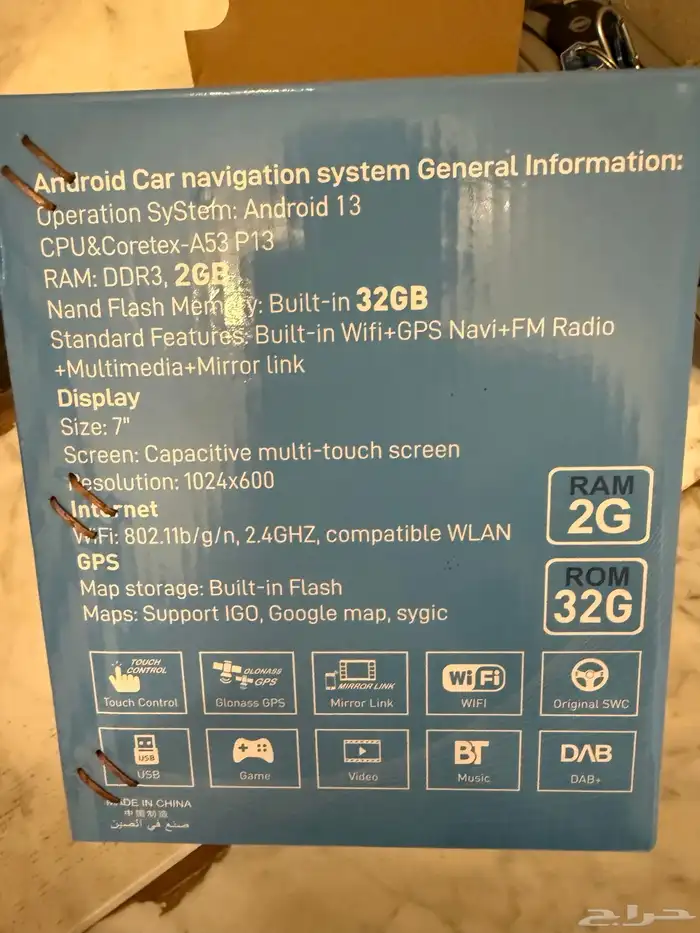 Android Car navigation system General Information:
Operation SyStem: Android 13
CPU&Coretex-A53 P13
RAM: DDR3, 2GB
Nand Flash Memory: Built-in 32GB
Standard Features: Built-in Wifi+GPS Navi+FM Radio
+Multimedia+Mirror link
Display
Size: 7"
Screen: Capacitive multi-touch screen
Resolution: 1024x600
Internet
WiFi: 802.11b/g/n, 2.4GHZ, compatible WLAN
GPS
Map storage: Built-in Flash
Maps: Support IGO, Google map, sygic
RAM
2G
ROM
32G
TOUCH
CONTROL
Touch Control
GLONASS
GPS
Glonass GPS
MIRROR LINK
Mirror Link
WiFi
WIFI
Original SWC
USB
USB
Game
Video
BT
Music
DAB
DAB+
MADE IN CHINA
中国制造
صنع في الصين
حراج